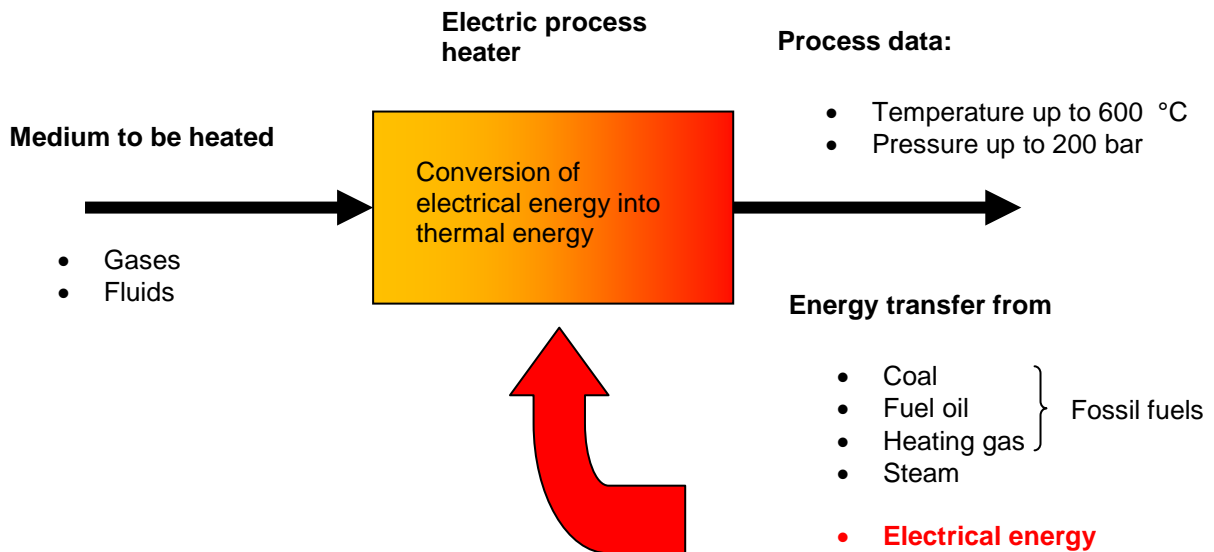 Electric process
heater
Process data:
• Temperature up to 600 °C
• Pressure up to 200 bar
Medium to be heated
Conversion of
electrical energy into
thermal energy
• Gases
• Fluids
Energy transfer from
• Coal
• Fuel oil
• Heating gas
Fossil fuels
• Steam
• Electrical energy